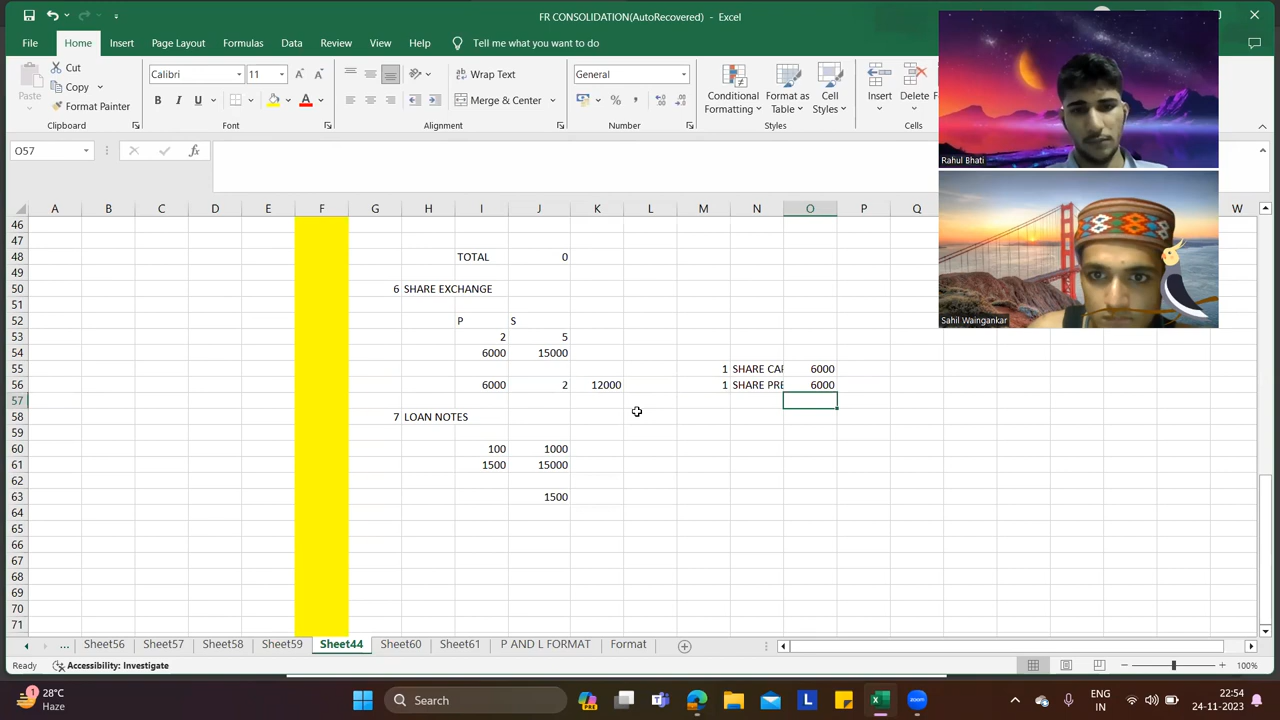 FR CONSOLIDATION(AutoRecovered) - Excel
File Home Insert Page Layout Formulas Data Review View Help Tell me what you want to do
Paste
Cut
Copy
Format Painter
Clipboard
Calibri 11
B I U
Font
Wrap Text
Merge & Center
Alignment
General
% ,
Number
Conditional Formatting
Format as Table
Cell Styles
Styles
Insert Delete
Cells
Rahul Bhati
Sahil Waingankar
O57
fx
A B C D E F G H I J K L M N O P Q W
46
47
48 TOTAL 0
49
50 6 SHARE EXCHANGE
51
52 P S
53 2 5
54 6000 15000
55 1 SHARE CAP 6000
56 6000 2 12000 1 SHARE PRE 6000
57
58 7 LOAN NOTES
59
60 100 1000
61 1500 15000
62
63 1500
64
65
66
67
68
69
70
71
... Sheet56 Sheet57 Sheet58 Sheet59 Sheet44 Sheet60 Sheet61 P AND L FORMAT Format
Ready Accessibility: Investigate 100%
28°C
Haze
1
Search
PRE
L
ENG
IN
22:54
24-11-2023